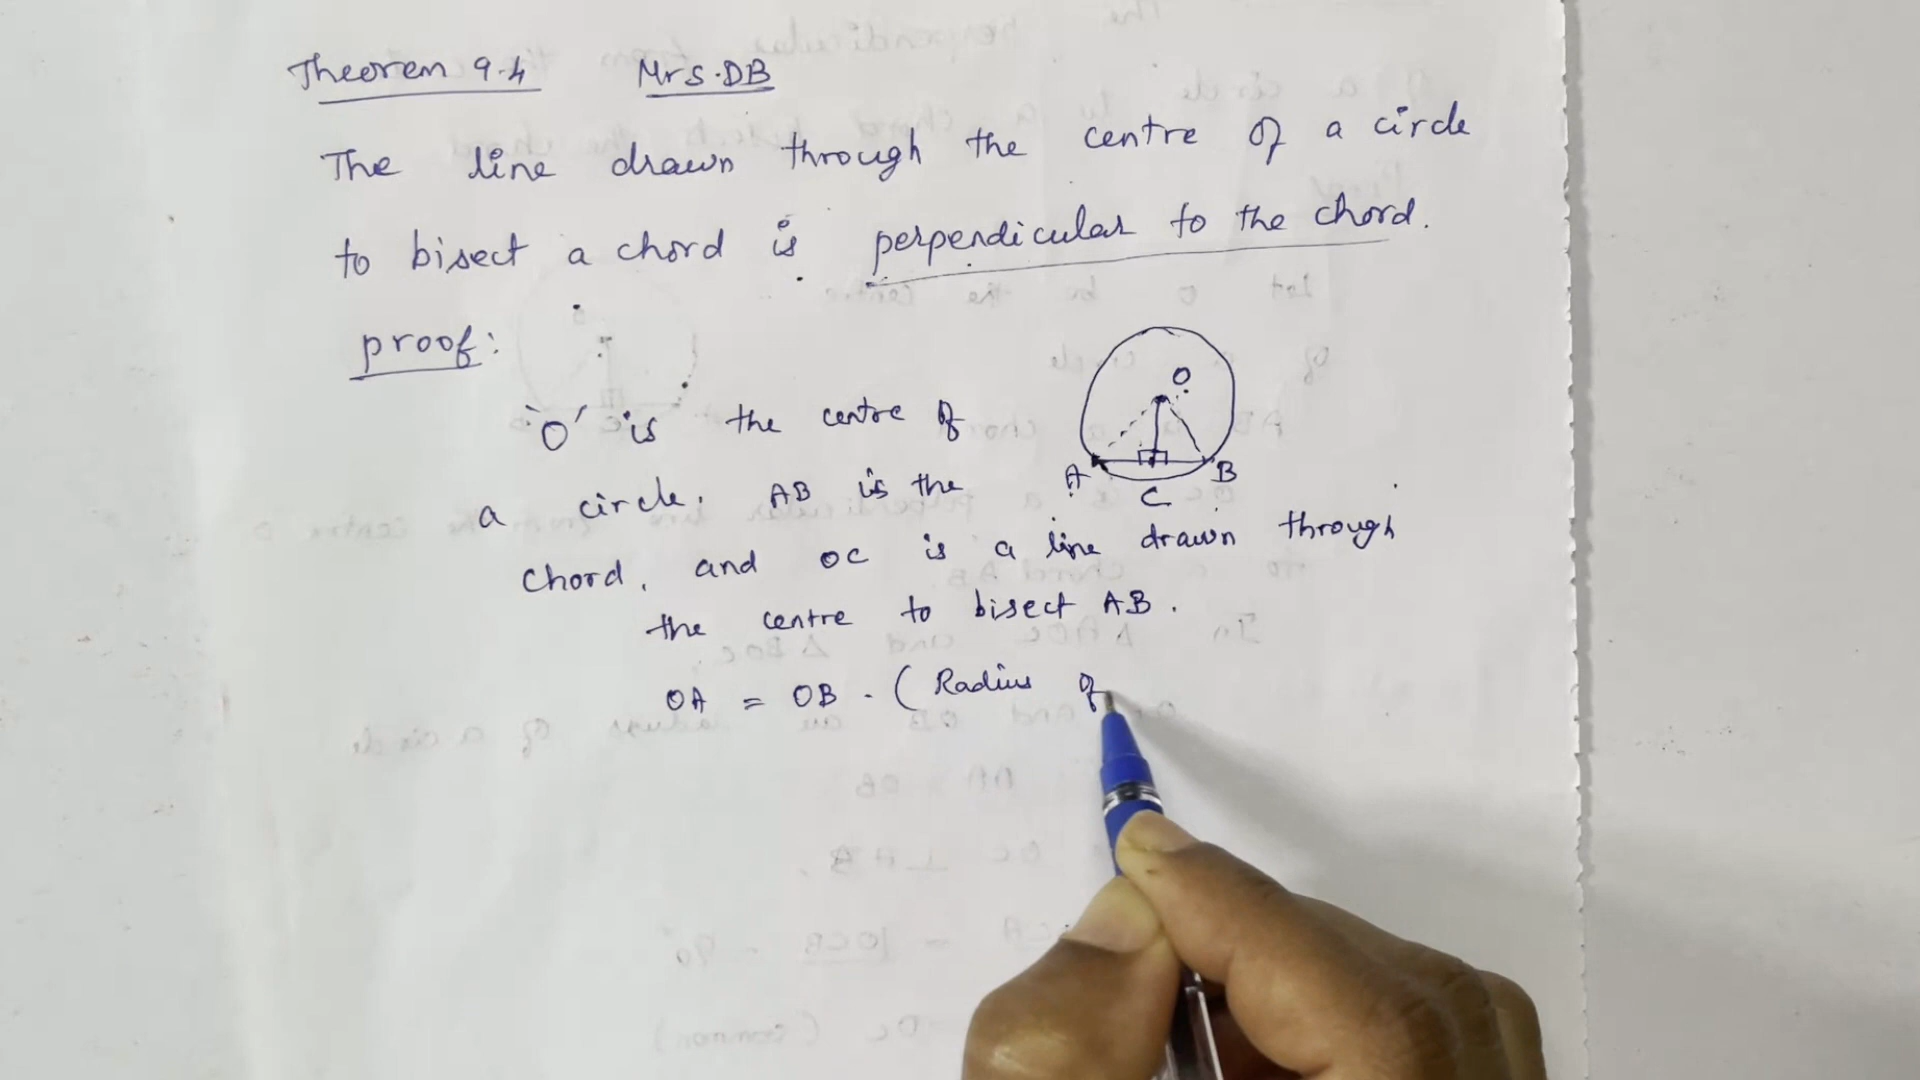 Theorem 9.4 Mrs.DB
The line drawn through the centre of a circle
to bisect a chord is perpendicular to the chord.
proof:
O
'O' is the centre of
A B
C
a circle. AB is the
chord, and OC is a line drawn through
the centre to bisect AB.
OA = OB - (Radius of